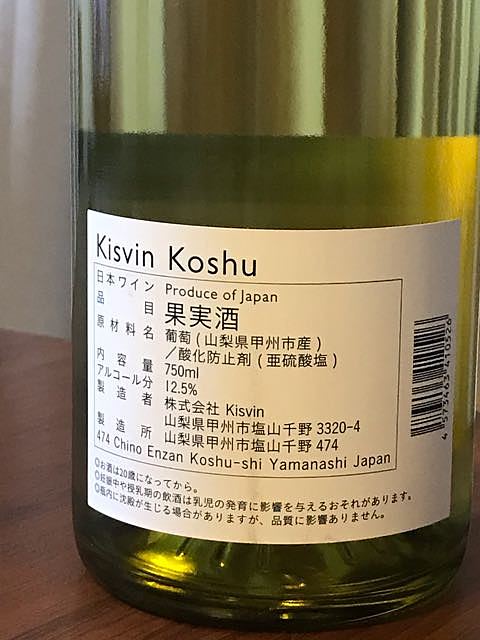 Kisvin Koshu
日本ワイン Produce of Japan
品目 果実酒
原材料名 葡萄 (山梨県甲州市産)
／酸化防止剤 (亜硫酸塩)
内容量 750ml
アルコール分 12.5%
製造者 株式会社 Kisvin
山梨県甲州市塩山千野 3320-4
製造所 山梨県甲州市塩山千野 474
474 Chino Enzan Koshu-shi Yamanashi Japan
◎お酒は20歳になってから。
◎妊娠中や授乳期の飲酒は乳児の発育に影響を与えるおそれがあります。
◎瓶内に沈殿が生じる場合がありますが、品質に影響ありません。
4 573463 410520